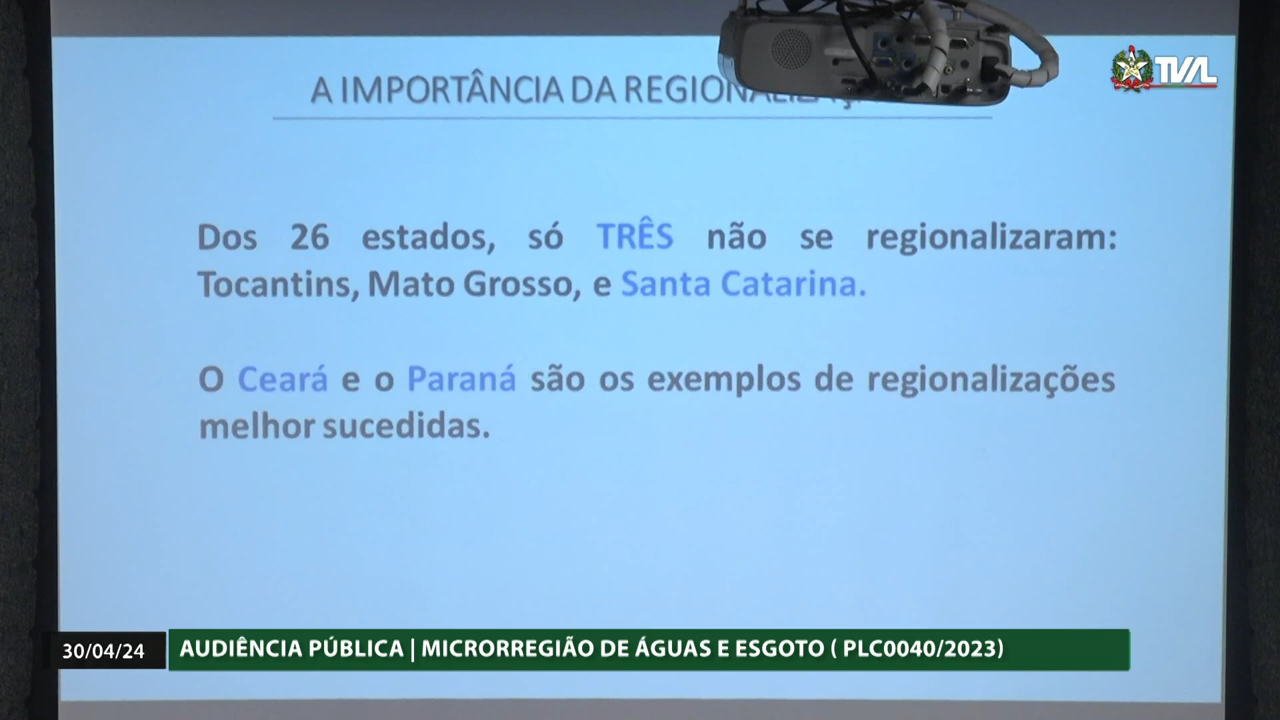 TVAL
A IMPORTÂNCIA DA
Dos 26 estados, só TRÊS não se regionalizaram:
Tocantins, Mato Grosso, e Santa Catarina.
O Ceará e o Paraná são os exemplos de regionalizações
melhor sucedidas.
30/04/24
AUDIÊNCIA PÚBLICA | MICRORREGIÃO DE ÁGUAS E ESGOTO ( PLC0040/2023)